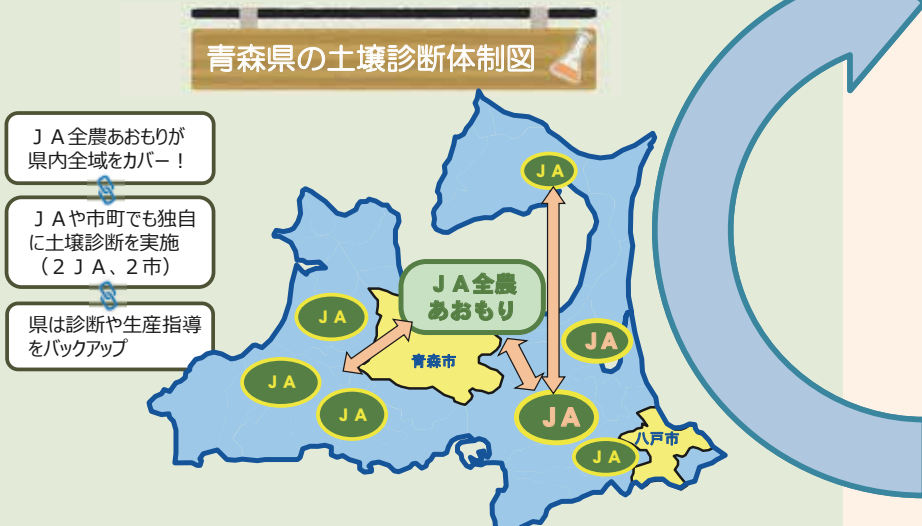 青森県の土壌診断体制図
ＪＡ全農あおもりが
県内全域をカバー！
ＪＡや市町でも独自
に土壌診断を実施
（２ＪＡ、２市）
県は診断や生産指導
をバックアップ
ＪＡ
ＪＡ全農
あおもり
ＪＡ
ＪＡ
青森市
ＪＡ
ＪＡ
ＪＡ
八戸市
ＪＡ